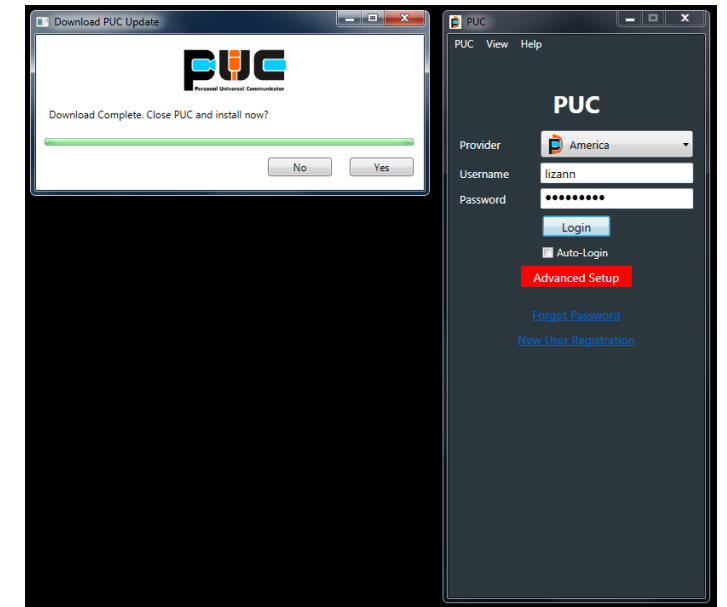 Download PUC Update
PUC
Personal Universal Communicator
Download Complete. Close PUC and install now?
No Yes
PUC
PUC View Help
PUC
Provider America
Username lizann
Password •••••••••
Login
Auto-Login
Advanced Setup
Forgot Password
New User Registration